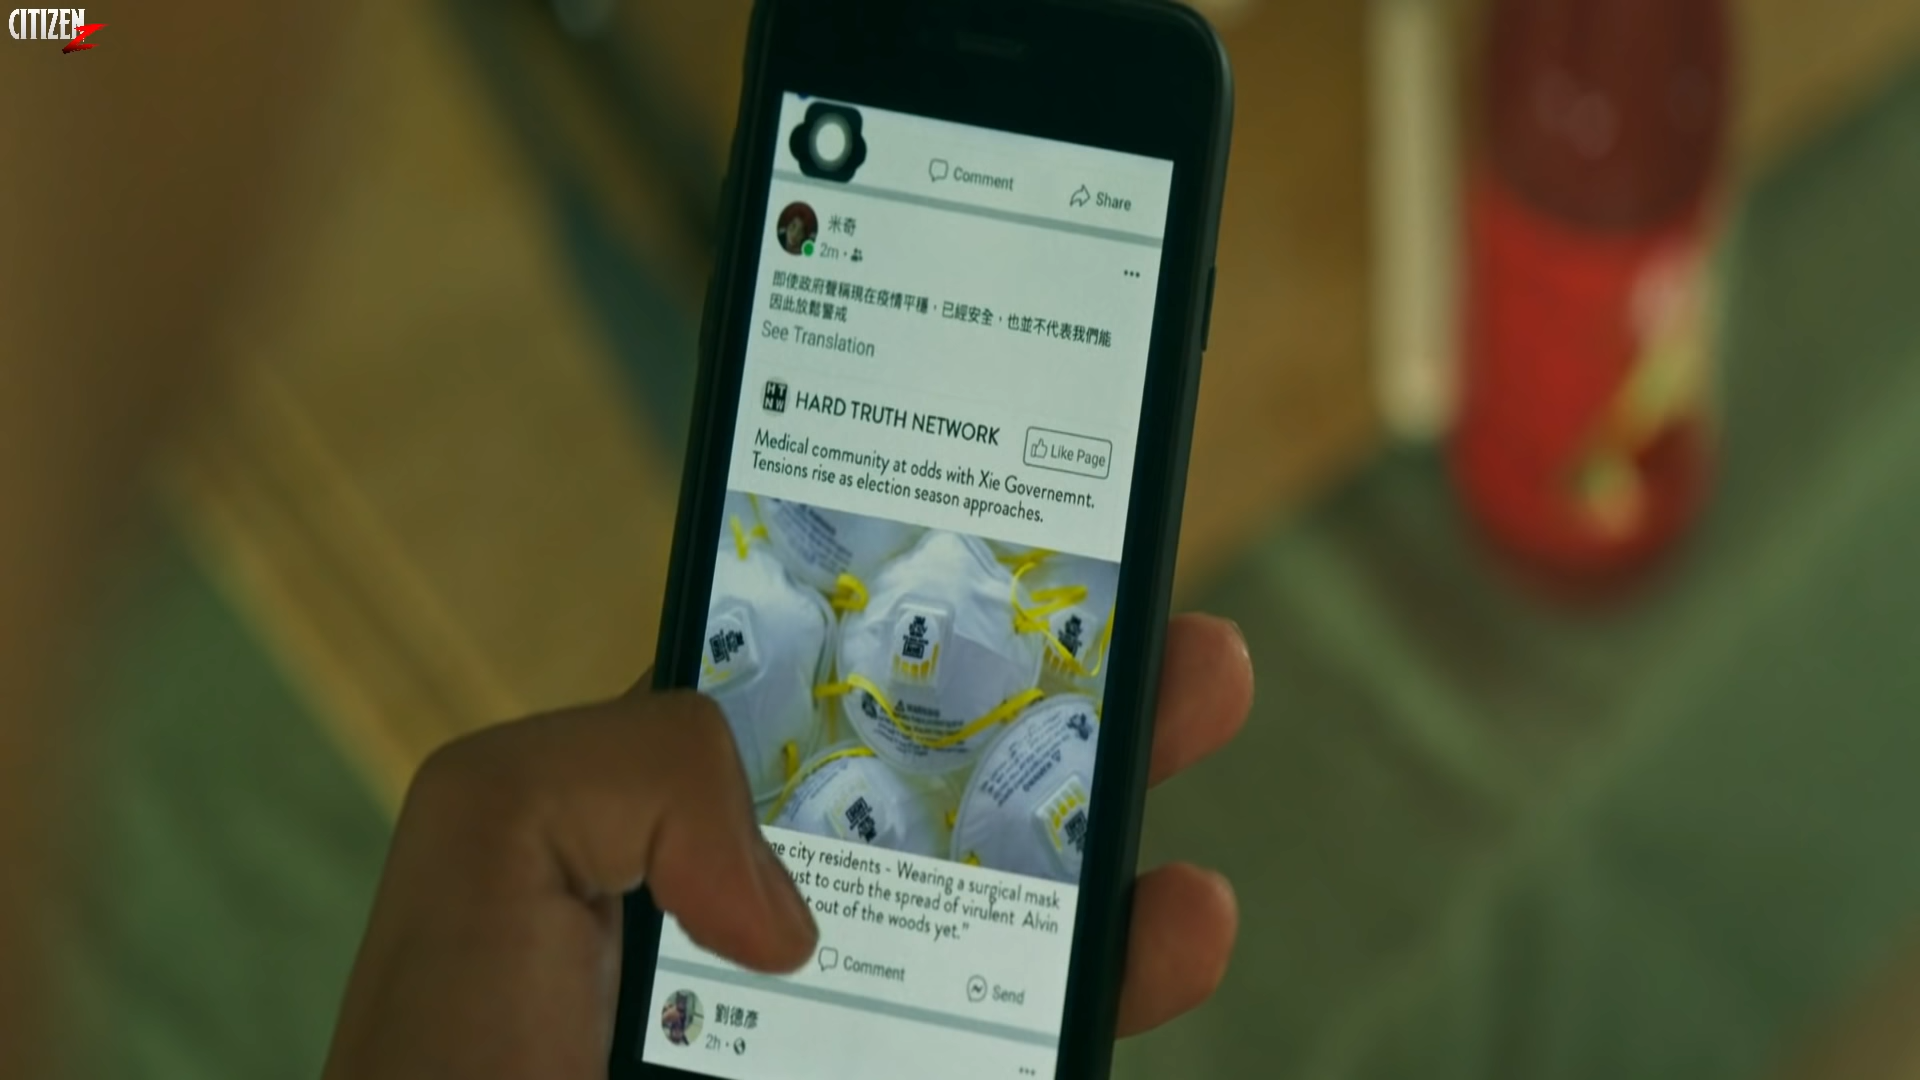 CITIZEN Z
Comment
Share
米奇
2m
即使政府聲稱現在疫情平穩，已經安全，也並不代表我們能
因此放鬆警戒
See Translation
HT
NW
HARD TRUTH NETWORK
Like Page
Medical community at odds with Xie Governemnt.
Tensions rise as election season approaches.
ge city residents - Wearing a surgical mask
ust to curb the spread of virulent Alvin
t out of the woods yet."
Comment
Send
劉德彥
2h